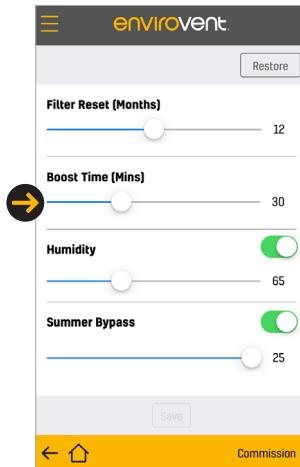 envirovent
Restore
Filter Reset (Months)
12
Boost Time (Mins)
30
Humidity
65
Summer Bypass
25
Save
Commission